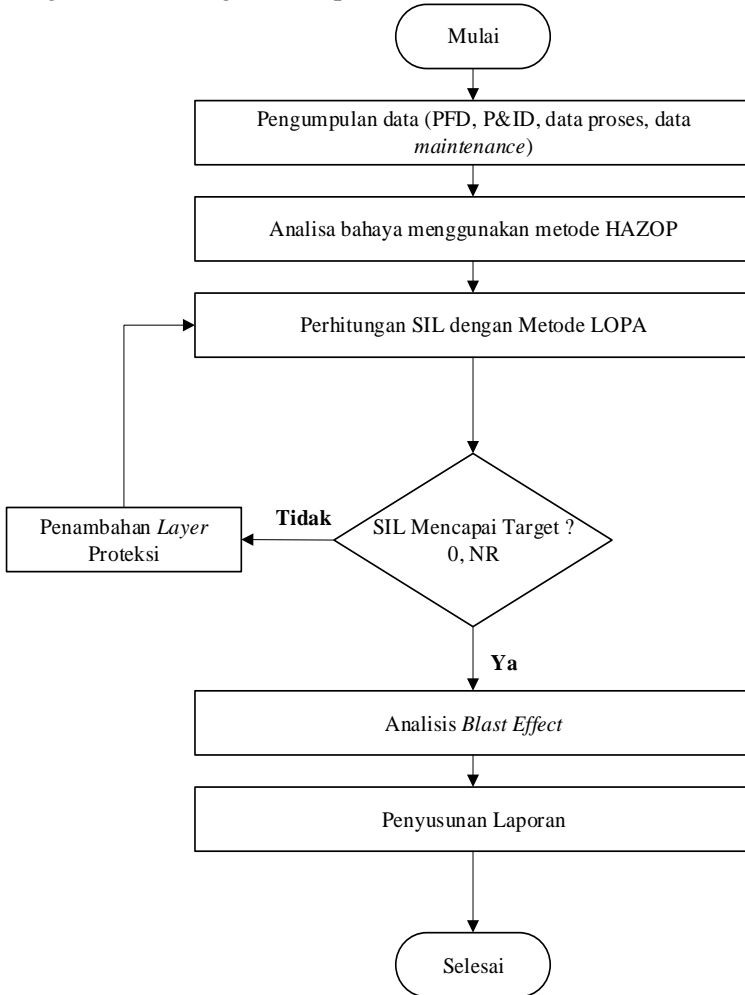 Mulai
Pengumpulan data (PFD, P&ID, data proses, data
maintenance)
Analisa bahaya menggunakan metode HAZOP
Perhitungan SIL dengan Metode LOPA
SIL Mencapai Target ?
0, NR
Tidak
Penambahan Layer
Proteksi
Ya
Analisis Blast Effect
Penyusunan Laporan
Selesai